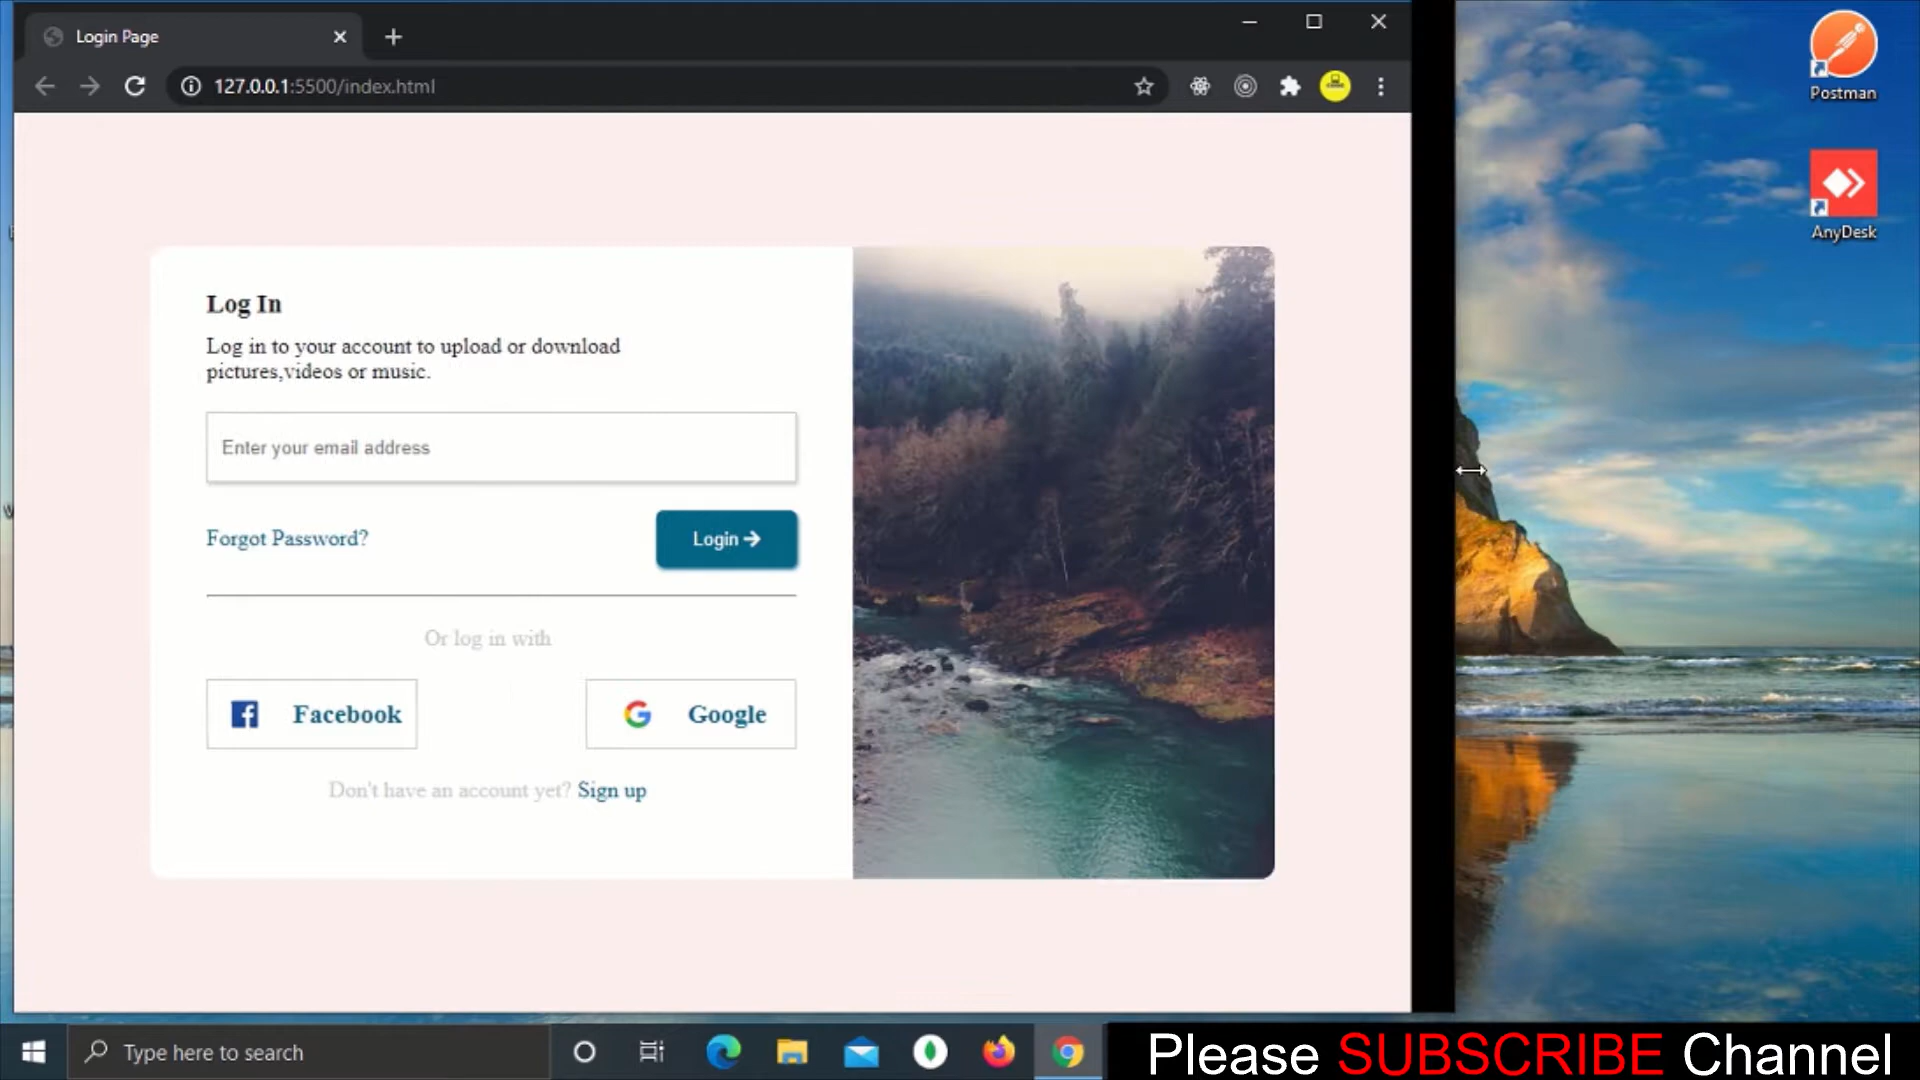 Login Page
127.0.0.1:5500/index.html
Postman
AnyDesk
Log In
Log in to your account to upload or download
pictures,videos or music.
Enter your email address
Forgot Password?
Login
Or log in with
Facebook
Google
Don't have an account yet? Sign up
Type here to search
Please SUBSCRIBE Channel